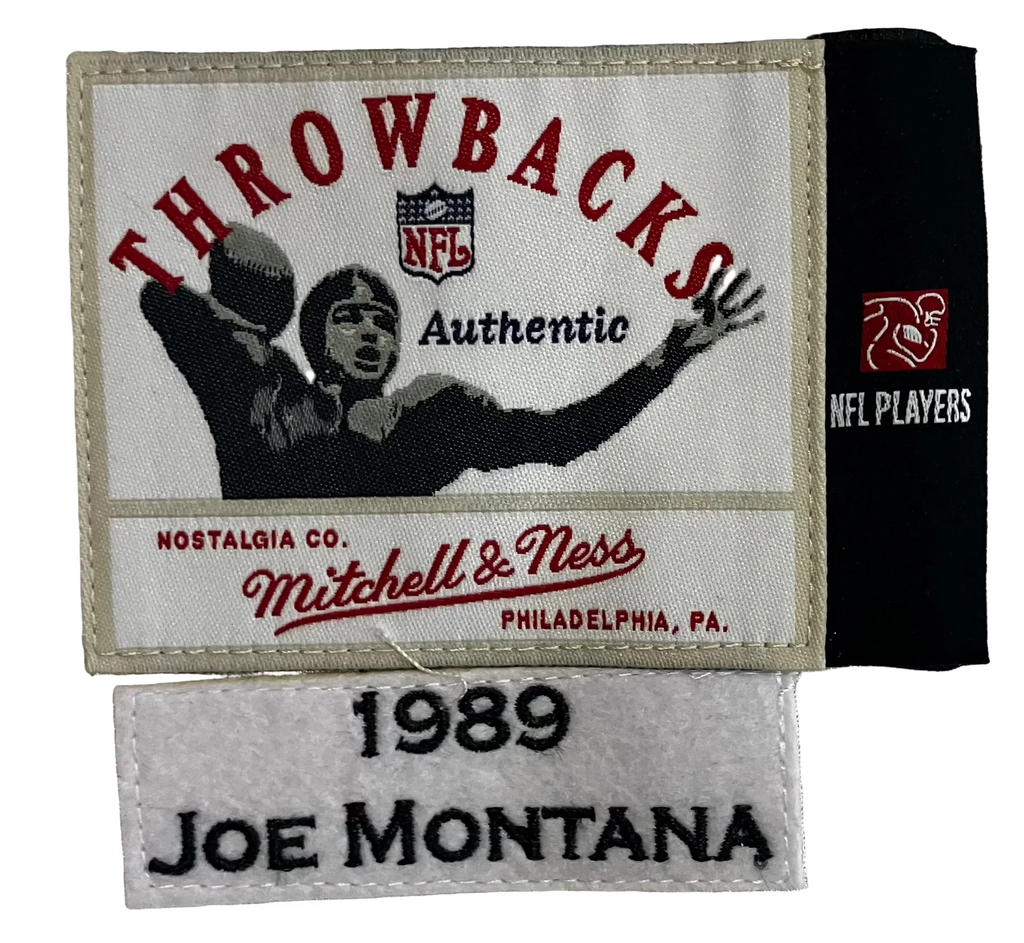 THROWBACKS
NFL
Authentic
NFL PLAYERS
NOSTALGIA CO.
Mitchell & Ness
PHILADELPHIA, PA.
1989
JOE MONTANA